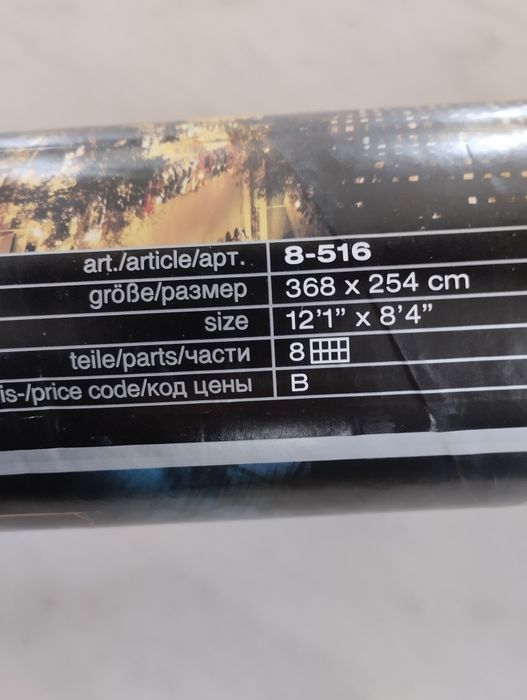 art./article/арт. 8-516
größe/размер 368 x 254 cm
size 12'1” x 8'4”
teile/parts/части 8
is-/price code/код цены B